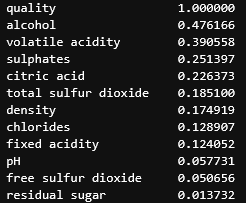 quality 1.000000
alcohol 0.476166
volatile acidity 0.390558
sulphates 0.251397
citric acid 0.226373
total sulfur dioxide 0.185100
density 0.174919
chlorides 0.128907
fixed acidity 0.124052
pH 0.057731
free sulfur dioxide 0.050656
residual sugar 0.013732